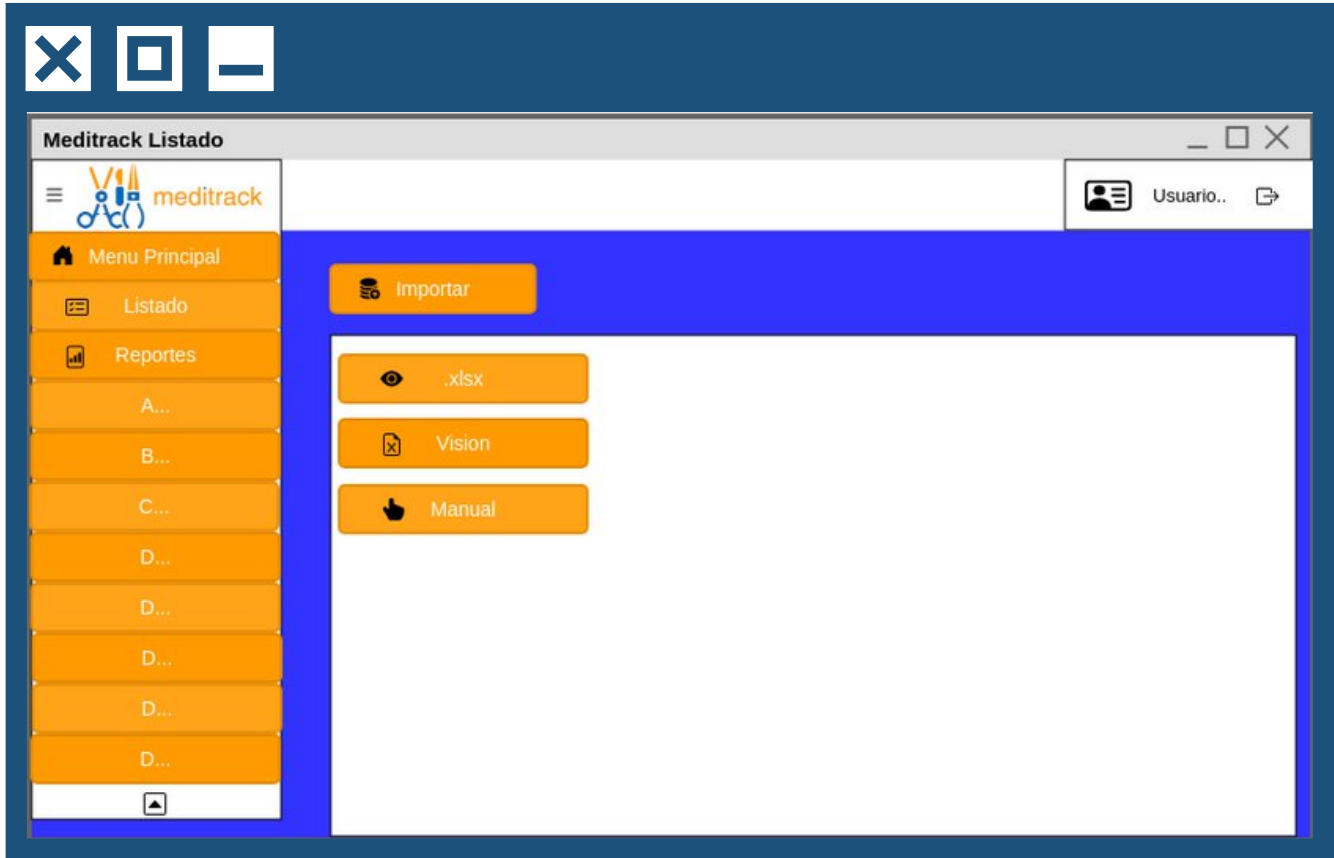 Meditrack Listado
meditrack
Usuario..
Menu Principal
Listado
Reportes
A...
B...
C...
D...
D...
D...
D...
D...
Importar
.xlsx
Vision
Manual